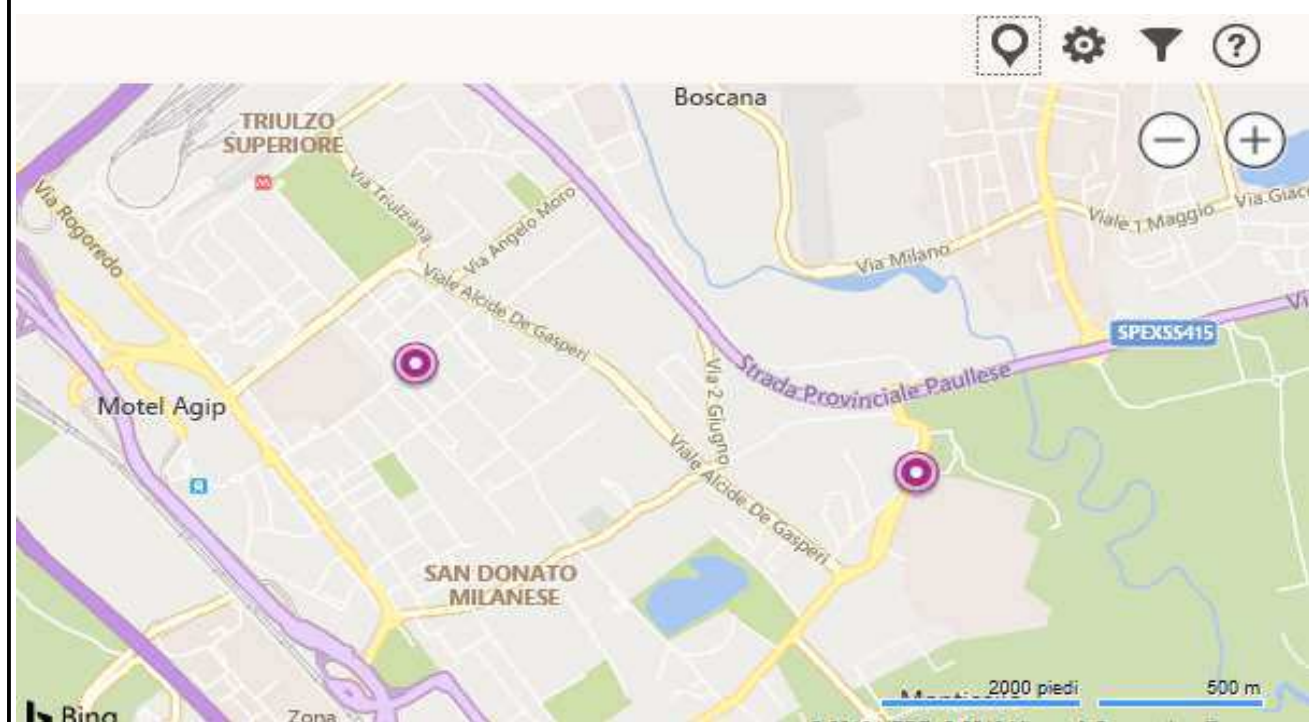 Boscana
TRIULZO
SUPERIORE
Via Rogoredo
Via Triulziana
Via Angelo Moro
Viale 1 Maggio
Via Giac
Via Milano
Viale Alcide De Gasperi
SPEXSS415
Vi
Motel Agip
Via 2 Giugno
Strada Provinciale Paullese
Viale Alcide De Gasperi
SAN DONATO
MILANESE
2000 piedi
500 m
Bing
Zona